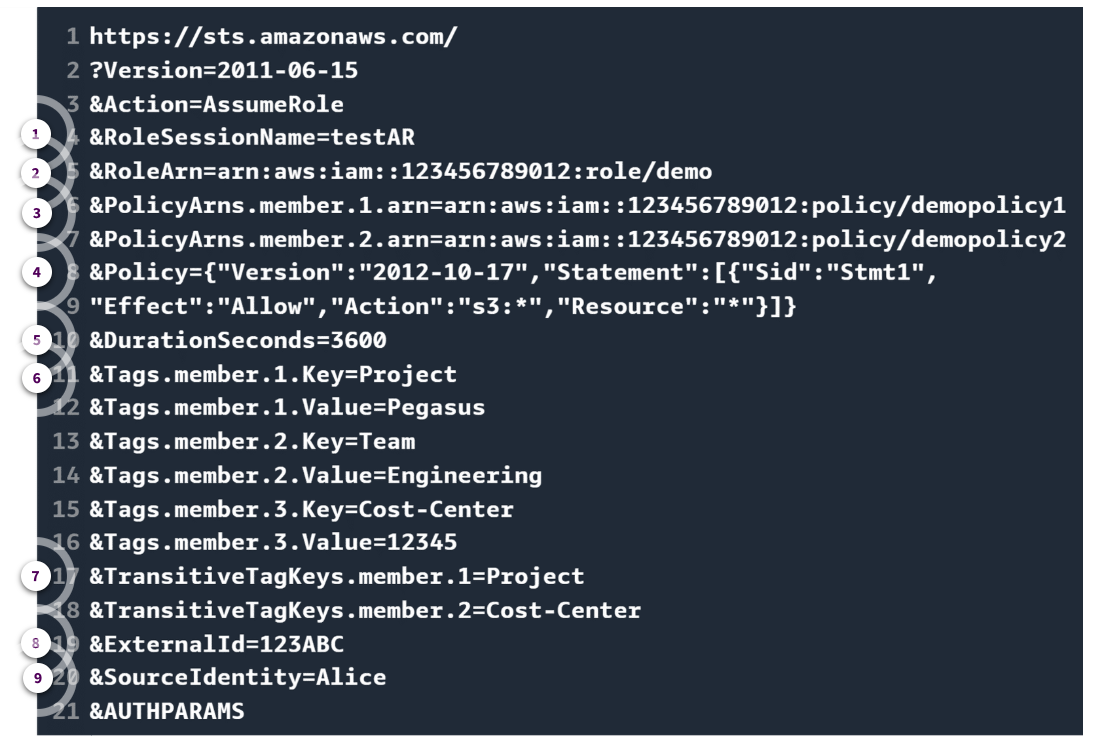 1 https://sts.amazonaws.com/
2 ?Version=2011-06-15
3 &Action=AssumeRole
1 4 &RoleSessionName=testAR
2 5 &RoleArn=arn:aws:iam::123456789012:role/demo
3 6 &PolicyArns.member.1.arn=arn:aws:iam::123456789012:policy/demopolicy1
7 &PolicyArns.member.2.arn=arn:aws:iam::123456789012:policy/demopolicy2
4 8 &Policy={"Version":"2012-10-17","Statement":[{"Sid":"Stmt1",
9 "Effect":"Allow","Action":"s3:*","Resource":"*"}]}
5 10 &DurationSeconds=3600
6 11 &Tags.member.1.Key=Project
12 &Tags.member.1.Value=Pegasus
13 &Tags.member.2.Key=Team
14 &Tags.member.2.Value=Engineering
15 &Tags.member.3.Key=Cost-Center
16 &Tags.member.3.Value=12345
7 17 &TransitiveTagKeys.member.1=Project
18 &TransitiveTagKeys.member.2=Cost-Center
8 19 &ExternalId=123ABC
9 20 &SourceIdentity=Alice
21 &AUTHPARAMS